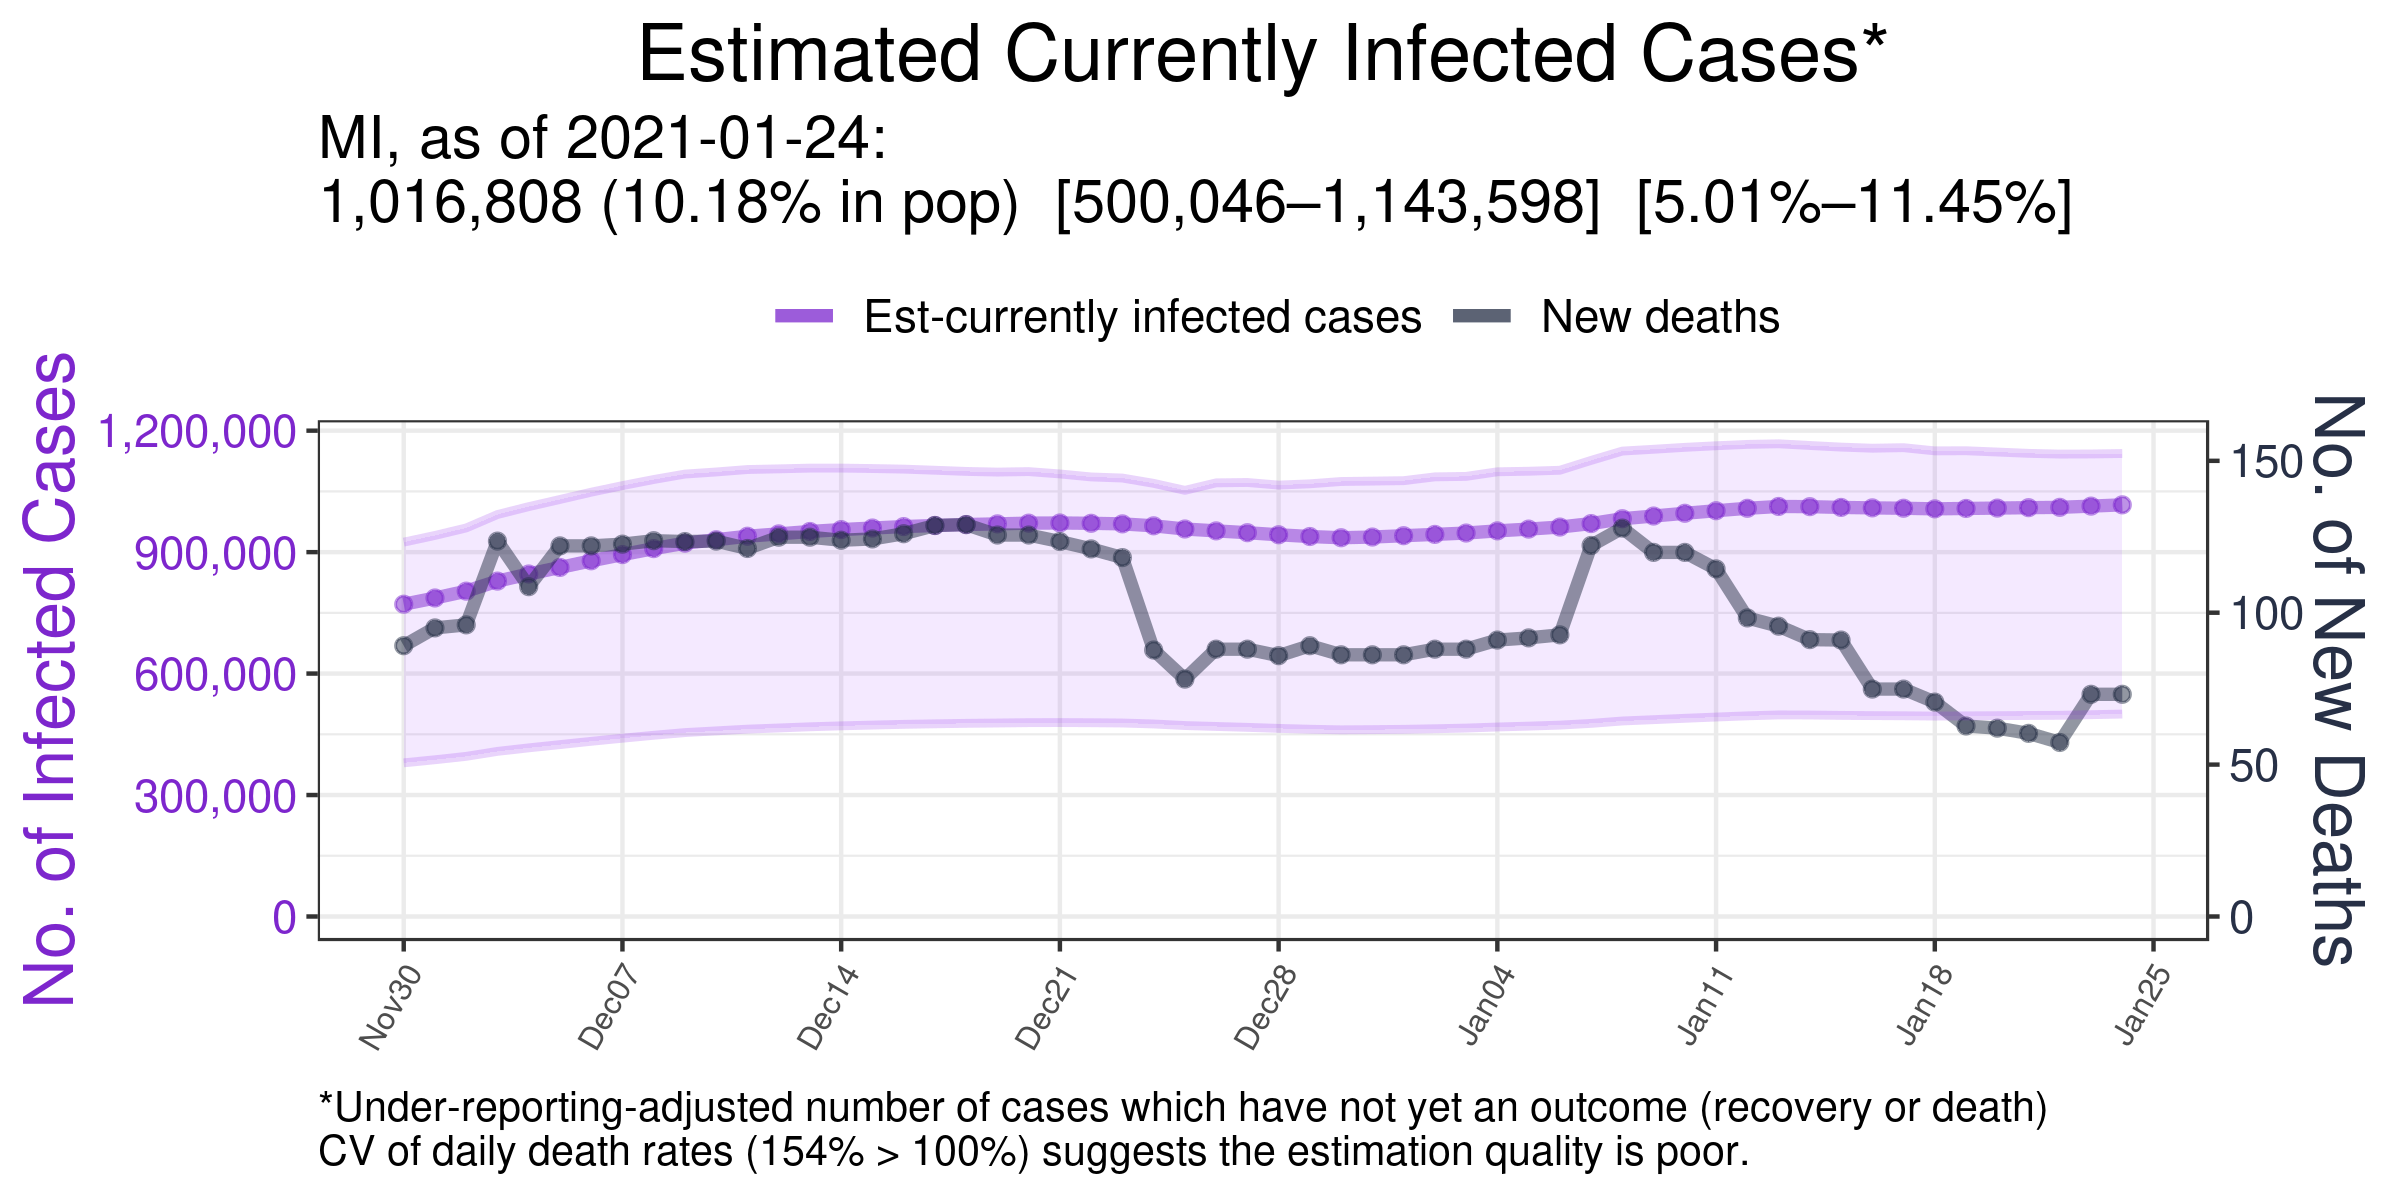 Estimated Currently Infected Cases*
MI, as of 2021-01-24:
1,016,808 (10.18% in pop)  [500,046–1,143,598]  [5.01%–11.45%]
Est-currently infected cases
New deaths
No. of Infected Cases
1,200,000
900,000
600,000
300,000
0
150
100
50
0
No. of New Deaths
Nov30
Dec07
Dec14
Dec21
Dec28
Jan04
Jan11
Jan18
Jan25
*Under-reporting-adjusted number of cases which have not yet an outcome (recovery or death)
CV of daily death rates (154% > 100%) suggests the estimation quality is poor.